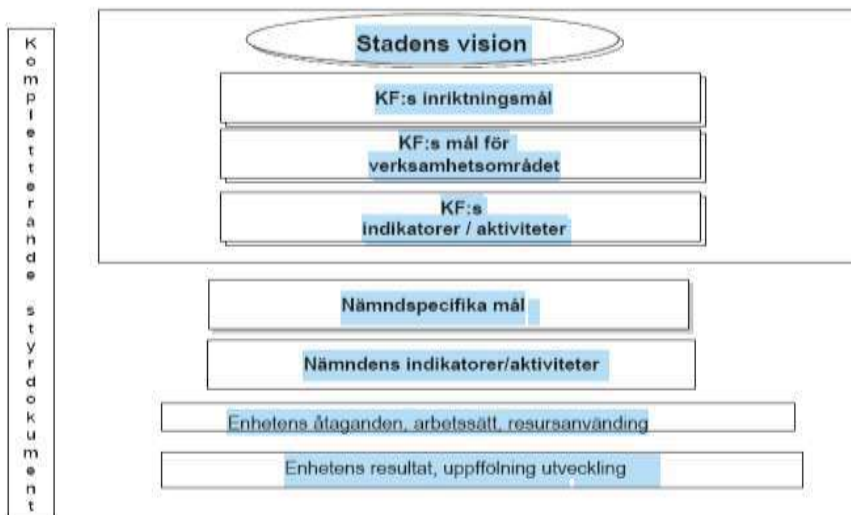 Kompletterande styrdokument
Stadens vision
KF:s inriktningsmål
KF:s mål för
verksamhetsområdet
KF:s
indikatorer / aktiviteter
Nämndspecifika mål
Nämndens indikatorer/aktiviteter
Enhetens åtaganden, arbetssätt, resursanvänding
Enhetens resultat, uppffölning utveckling